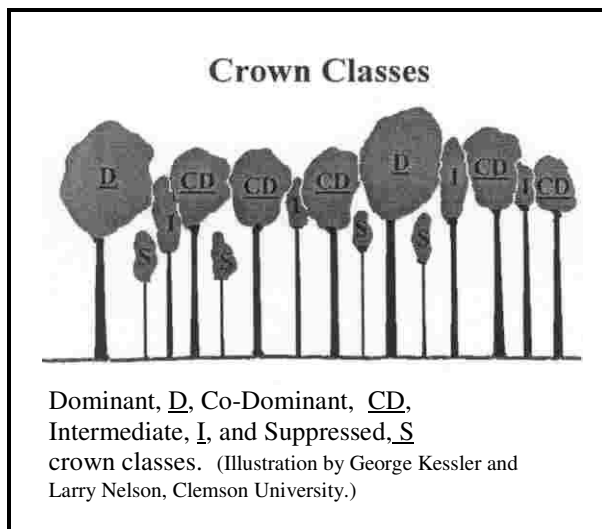 Crown Classes
D CD CD CD D I CD I CD
I I
S S S S
Dominant, D, Co-Dominant, CD,
Intermediate, I, and Suppressed, S
crown classes. (Illustration by George Kessler and
Larry Nelson, Clemson University.)